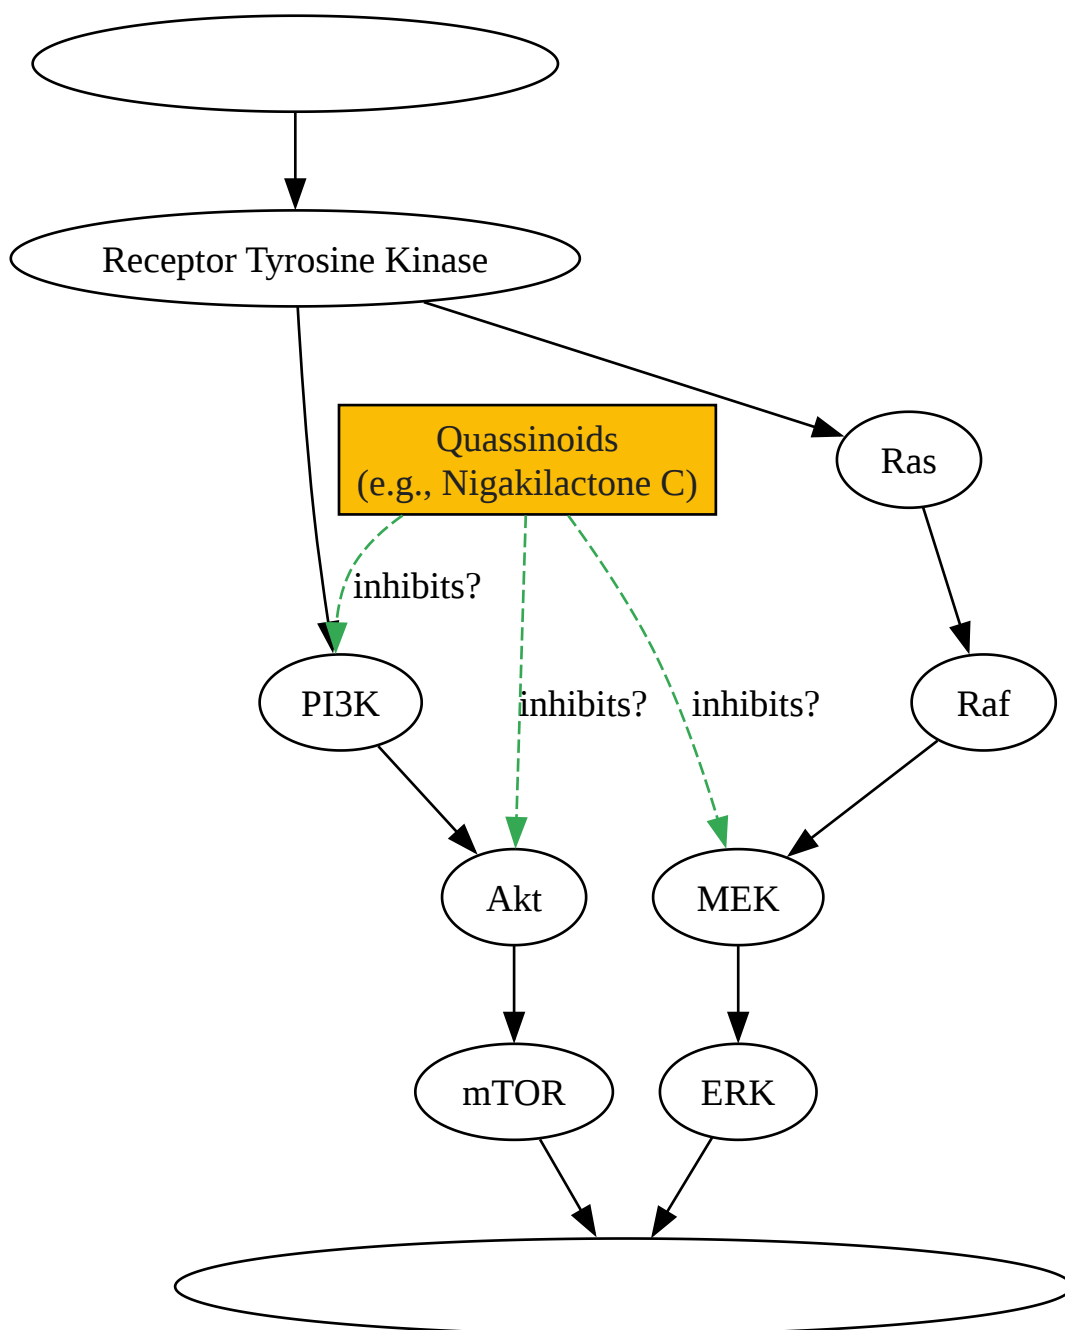 Receptor Tyrosine Kinase
Quassinoids
(e.g., Nigakilactone C)
Ras
inhibits?
PI3K
inhibits?
inhibits?
Raf
Akt
MEK
mTOR
ERK